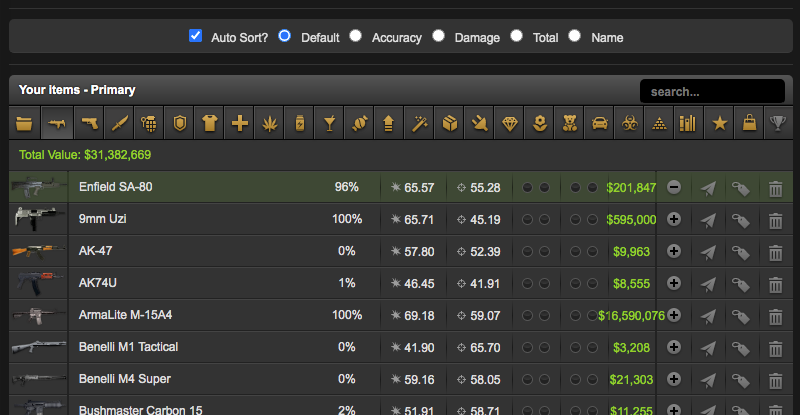 Auto Sort? Default Accuracy Damage Total Name
Your items - Primary search...
Total Value: $31,382,669
Enfield SA-80 96% 65.57 55.28 $201,847
9mm Uzi 100% 65.71 45.19 $595,000
AK-47 0% 57.80 52.39 $9,963
AK74U 1% 46.45 41.91 $8,555
ArmaLite M-15A4 100% 69.18 59.07 $16,590,076
Benelli M1 Tactical 0% 41.90 65.70 $3,208
Benelli M4 Super 0% 59.16 58.05 $21,303
Bushmaster Carbon 15 2% 51.91 58.71 $11,255